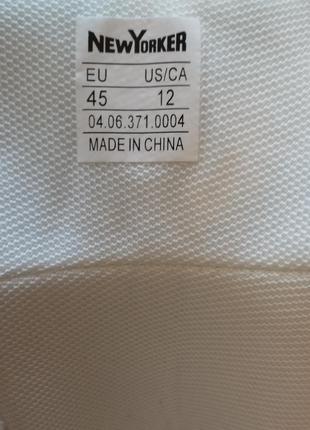 NEWYORKER
EU US/CA
45 12
04.06.371.0004
MADE IN CHINA